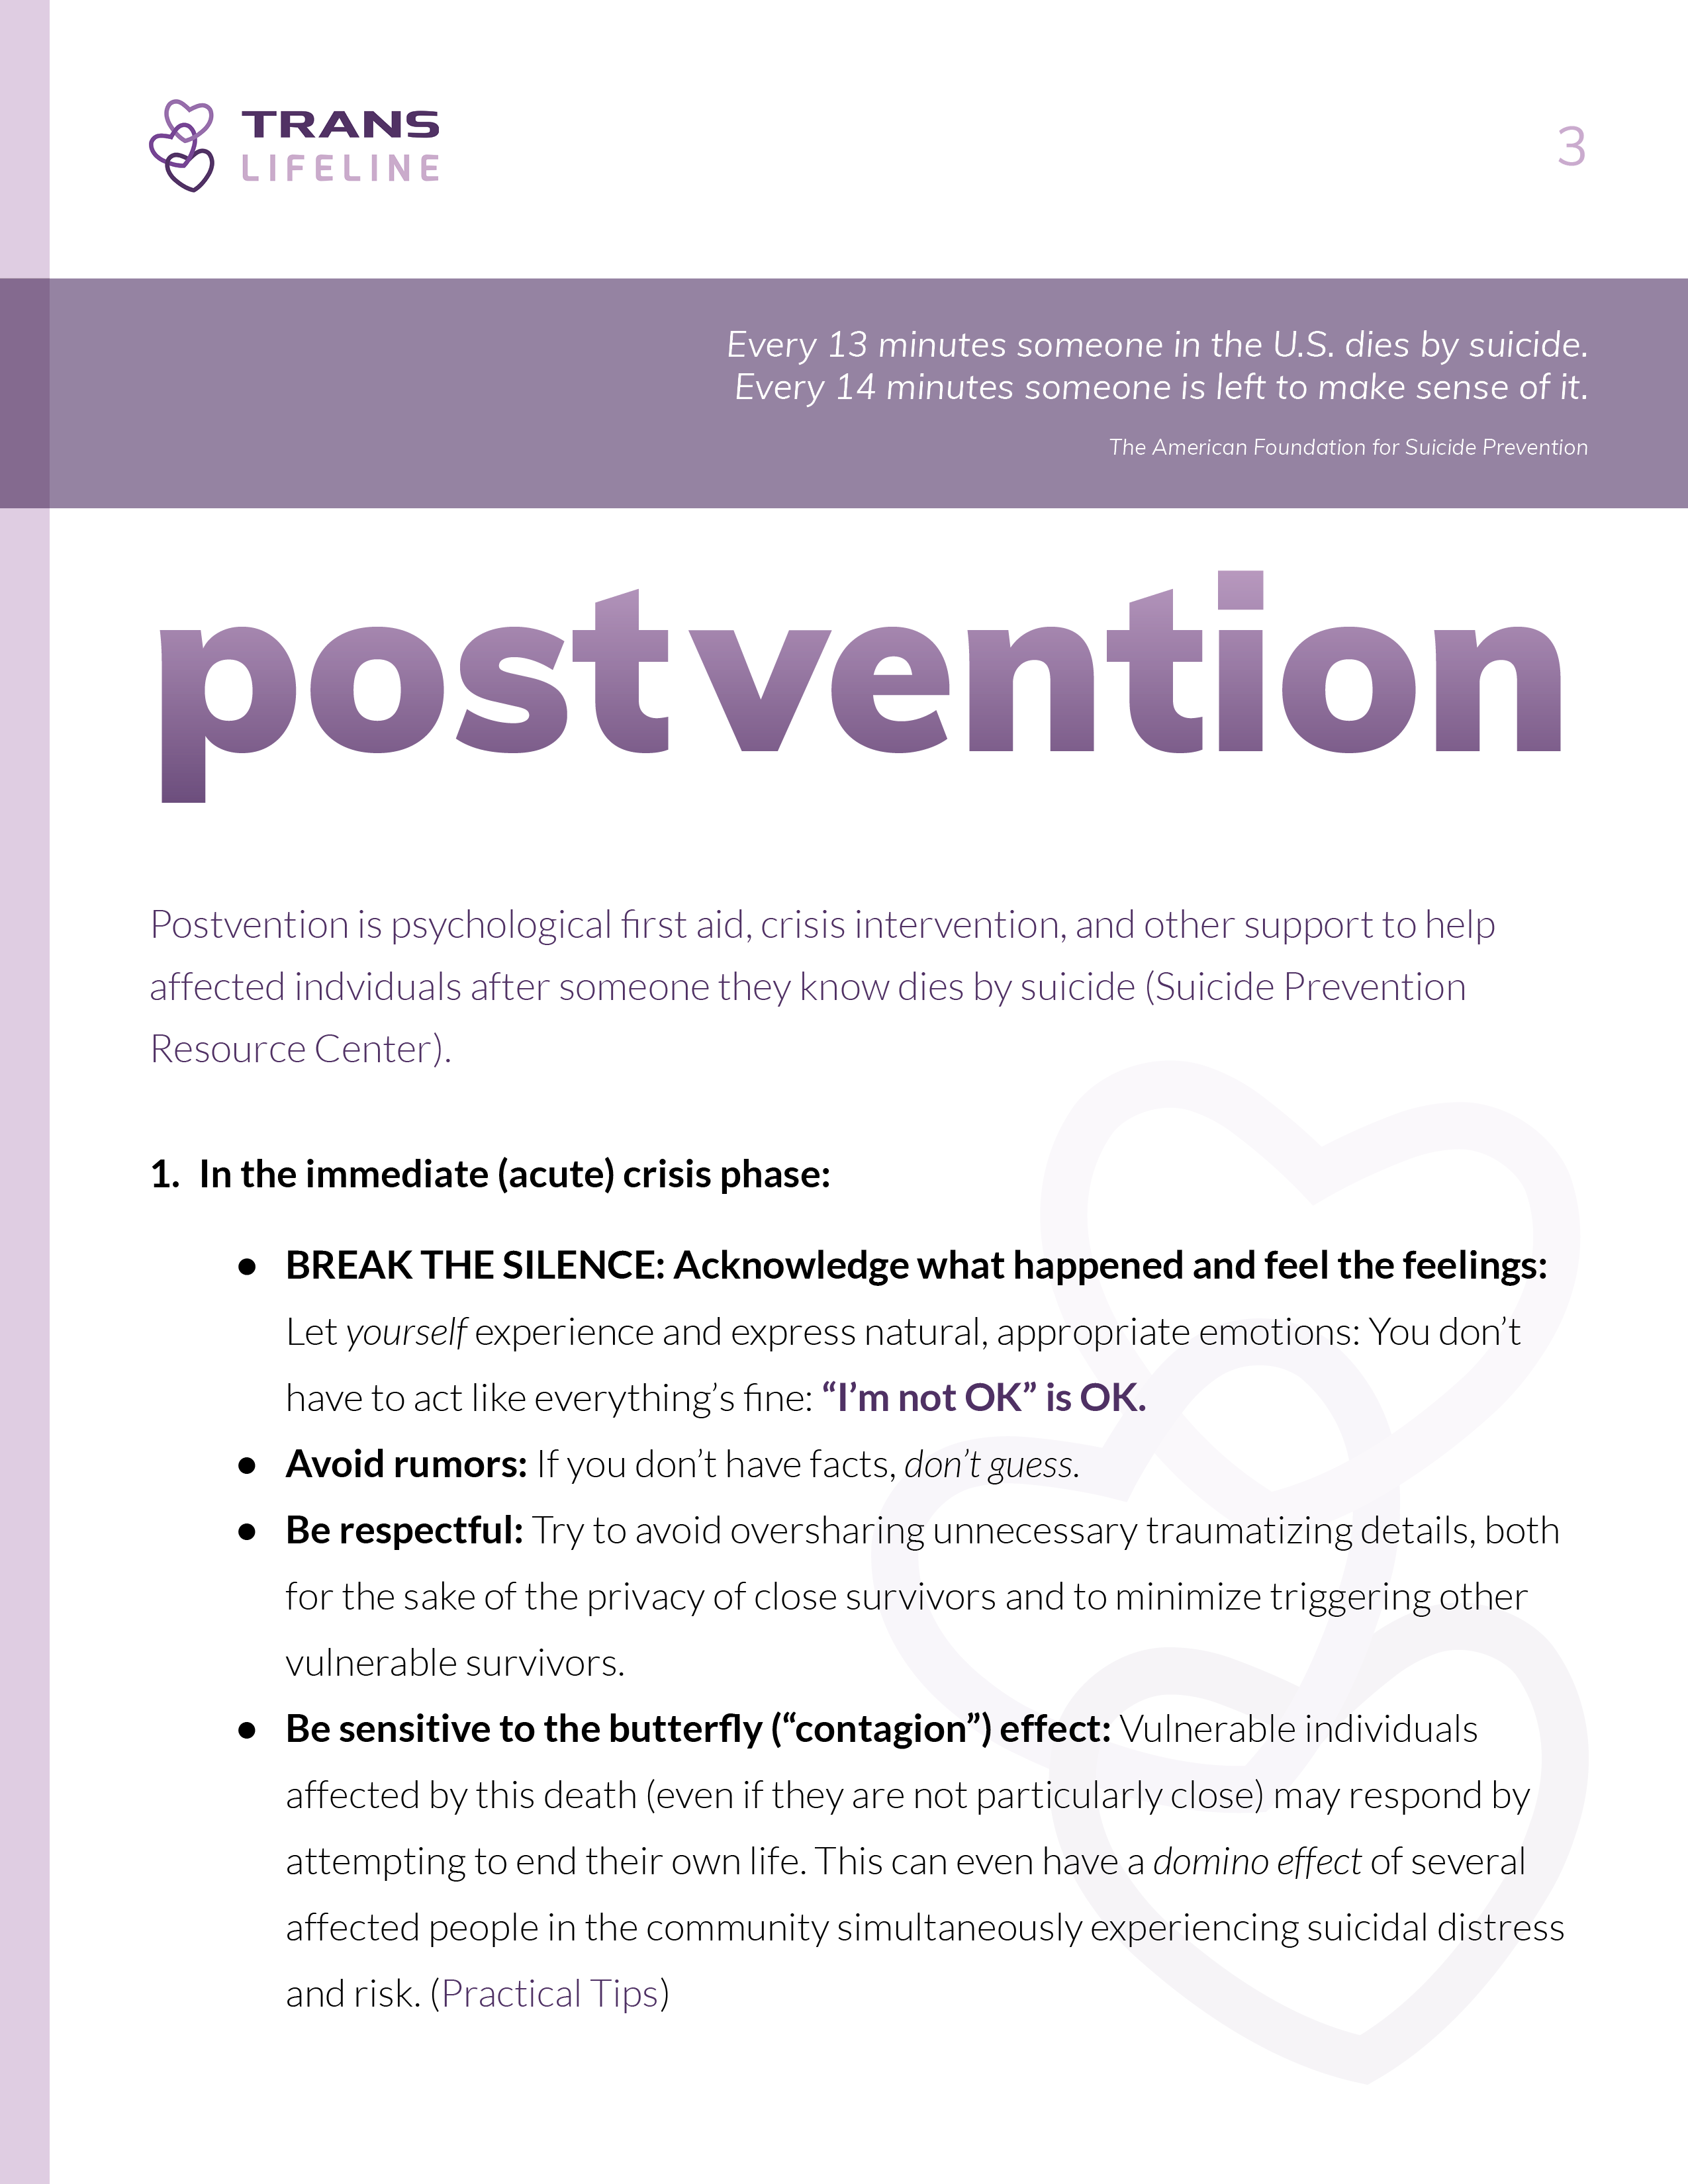 TRANS
LIFELINE
3
Every 13 minutes someone in the U.S. dies by suicide.
Every 14 minutes someone is left to make sense of it.
The American Foundation for Suicide Prevention
postvention
Postvention is psychological first aid, crisis intervention, and other support to help
affected indviduals after someone they know dies by suicide (Suicide Prevention
Resource Center).
1. In the immediate (acute) crisis phase:
● BREAK THE SILENCE: Acknowledge what happened and feel the feelings:
Let yourself experience and express natural, appropriate emotions: You don’t
have to act like everything’s fine: “I’m not OK” is OK.
● Avoid rumors: If you don’t have facts, don’t guess.
● Be respectful: Try to avoid oversharing unnecessary traumatizing details, both
for the sake of the privacy of close survivors and to minimize triggering other
vulnerable survivors.
● Be sensitive to the butterfly (“contagion”) effect: Vulnerable individuals
affected by this death (even if they are not particularly close) may respond by
attempting to end their own life. This can even have a domino effect of several
affected people in the community simultaneously experiencing suicidal distress
and risk. (Practical Tips)